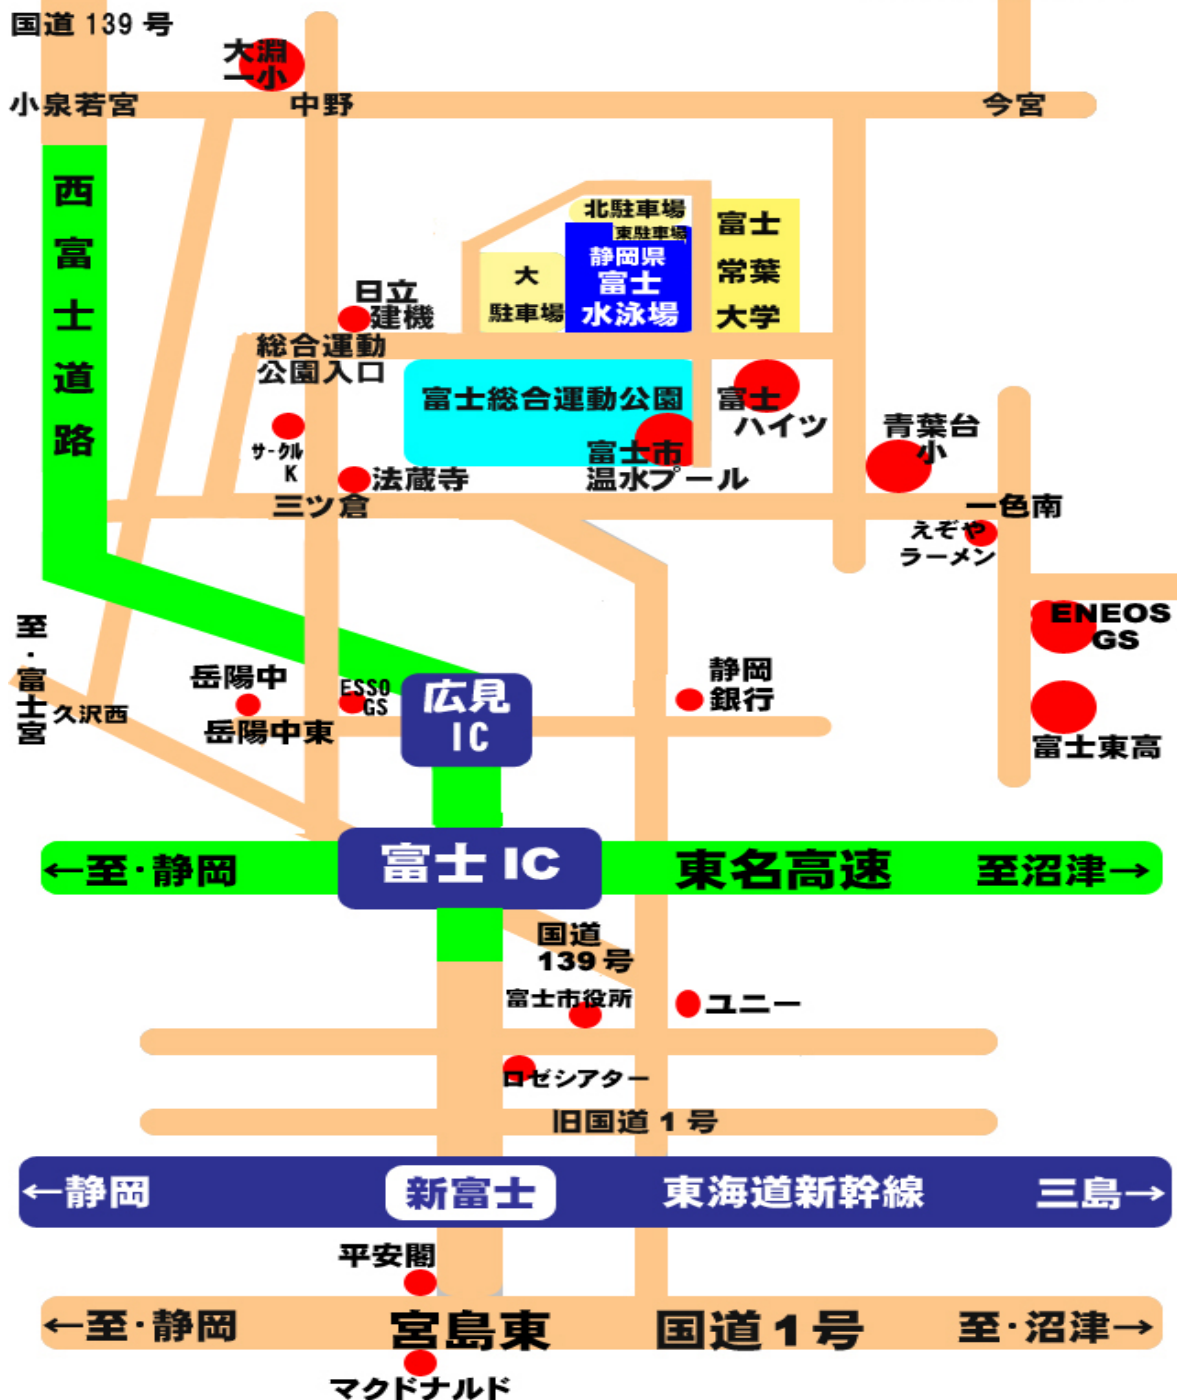 国道 139 号
大淵
一小
小泉若宮
中野
今宮
西富士道路
北駐車場
東駐車場
静岡県
富士
水泳場
大
駐車場
富士
常葉
大学
日立
建機
総合運動
公園入口
富士総合運動公園
富士
ハイツ
青葉台
小
サークル
K
法蔵寺
富士市
温水プール
三ツ倉
一色南
えぞや
ラーメン
ENEOS
GS
至・富士宮
久沢西
岳陽中
岳陽中東
ESSO
GS
広見
IC
静岡
銀行
富士東高
←至・静岡
富士 IC
東名高速
至沼津→
国道
139 号
富士市役所
ユニー
ロゼシアター
旧国道 1 号
←静岡
新富士
東海道新幹線
三島→
平安閣
←至・静岡
宮島東
国道1号
至・沼津→
マクドナルド